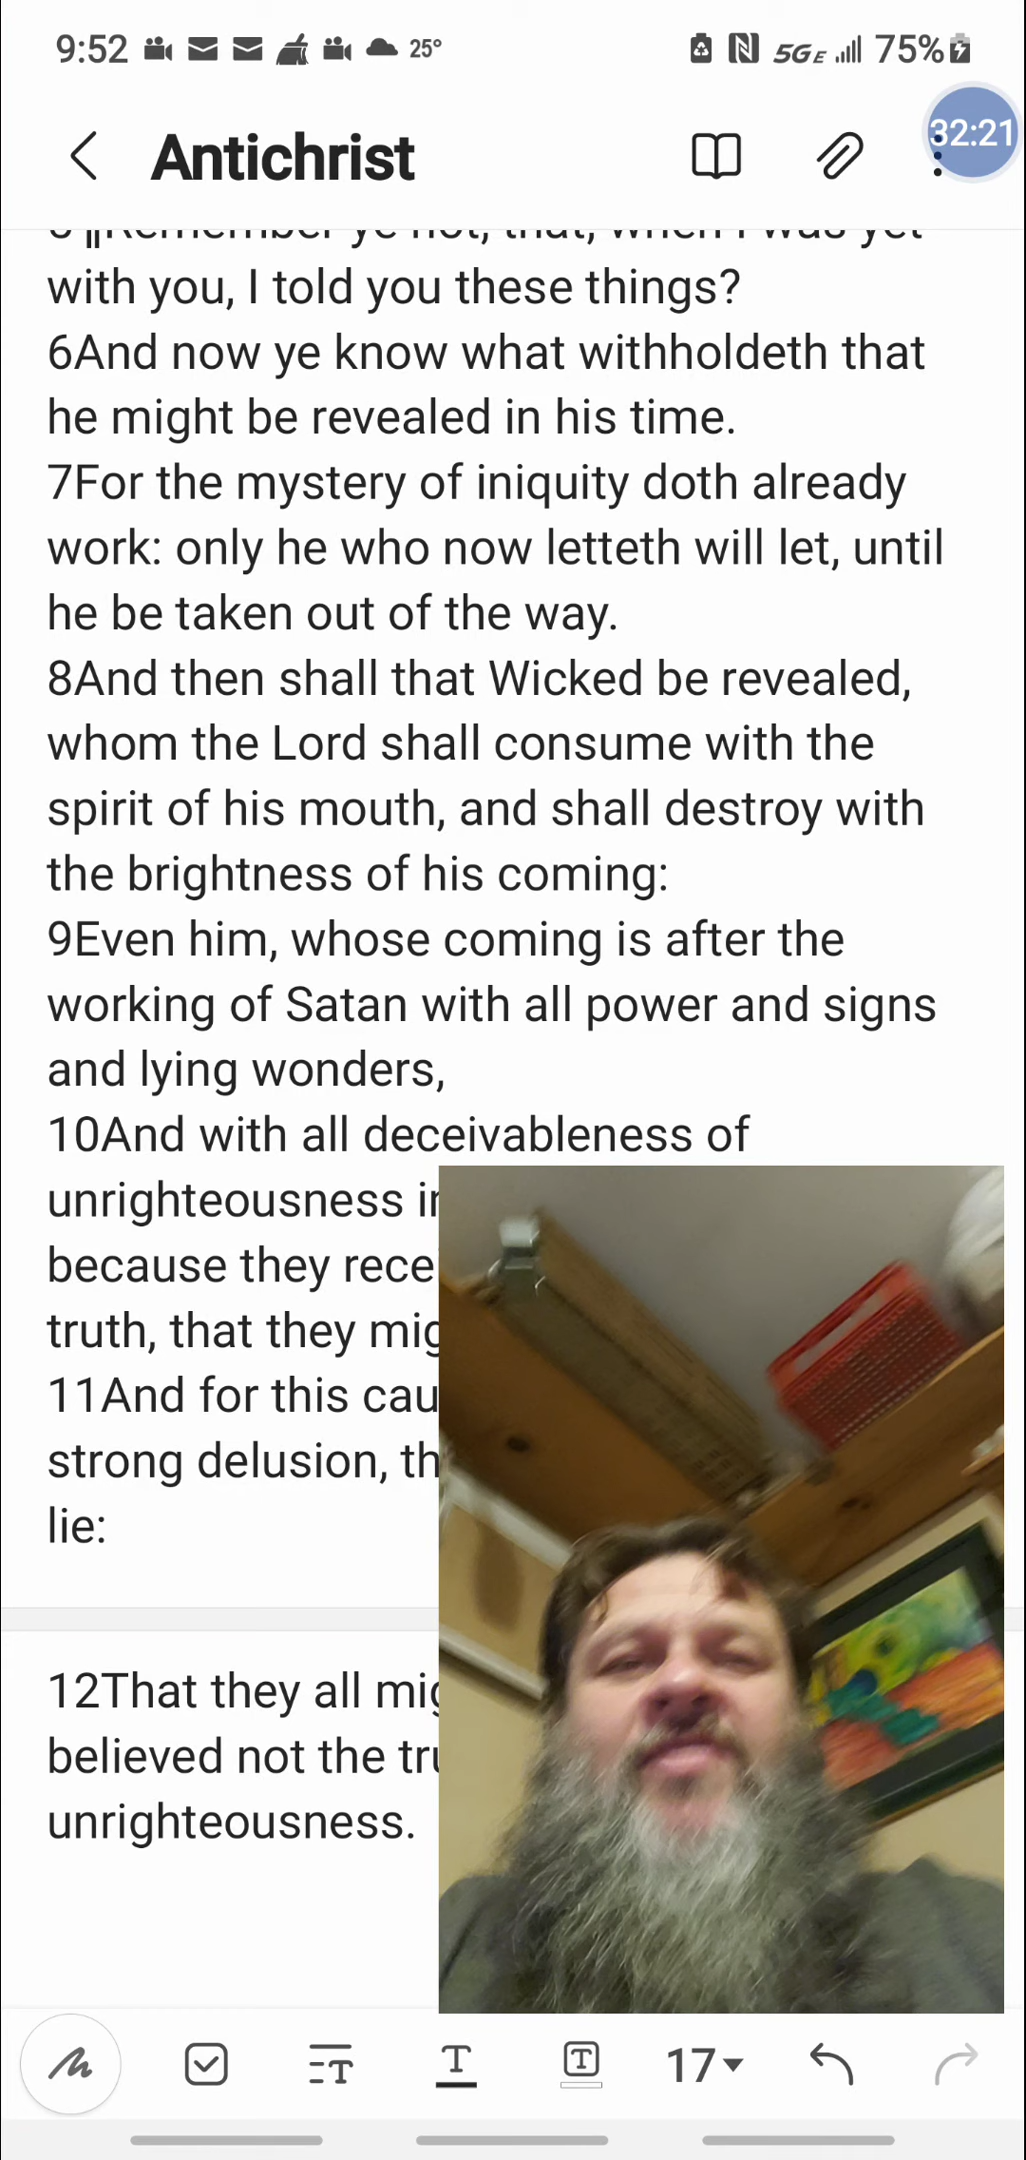 9:52 25° 5GE 75%
32:21
Antichrist
with you, I told you these things?
6And now ye know what withholdeth that
he might be revealed in his time.
7For the mystery of iniquity doth already
work: only he who now letteth will let, until
he be taken out of the way.
8And then shall that Wicked be revealed,
whom the Lord shall consume with the
spirit of his mouth, and shall destroy with
the brightness of his coming:
9Even him, whose coming is after the
working of Satan with all power and signs
and lying wonders,
10And with all deceivableness of
unrighteousness
because they
truth, that they
11And for this
strong delusion,
lie:
12That they all
believed not the
unrighteousness.
17